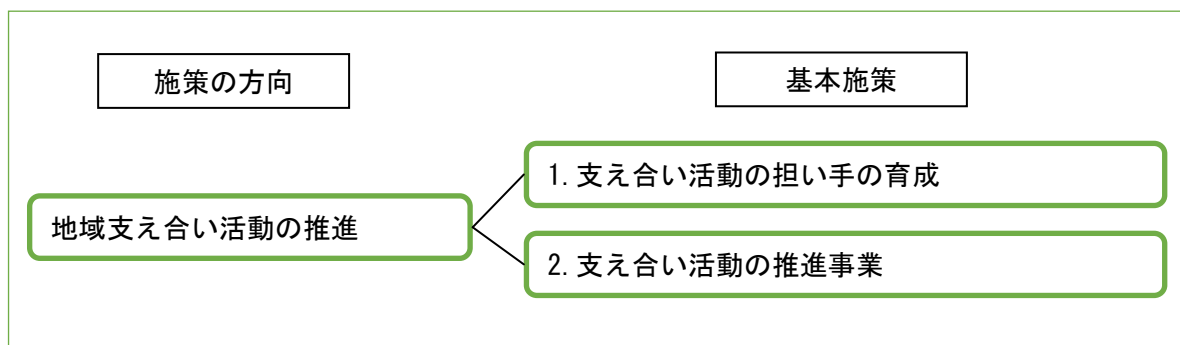 施策の方向
基本施策
地域支え合い活動の推進
1. 支え合い活動の担い手の育成
2. 支え合い活動の推進事業